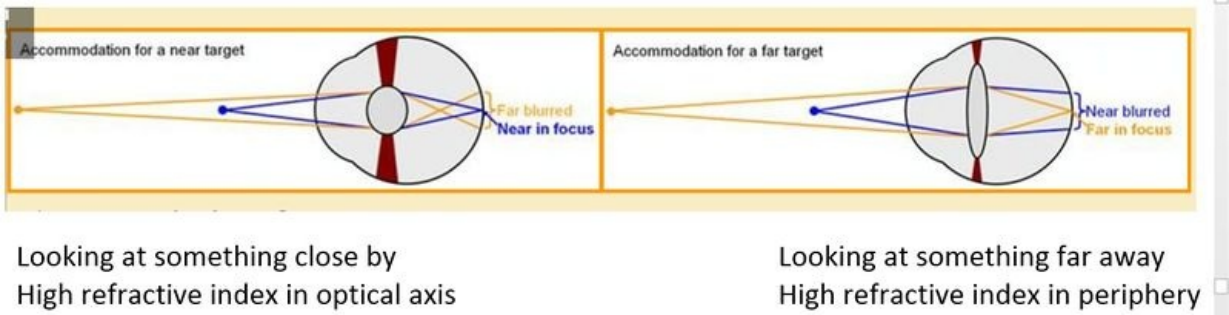 Accommodation for a near target
Far blurred
Near in focus
Accommodation for a far target
Near blurred
Far in focus
Looking at something close by
High refractive index in optical axis
Looking at something far away
High refractive index in periphery